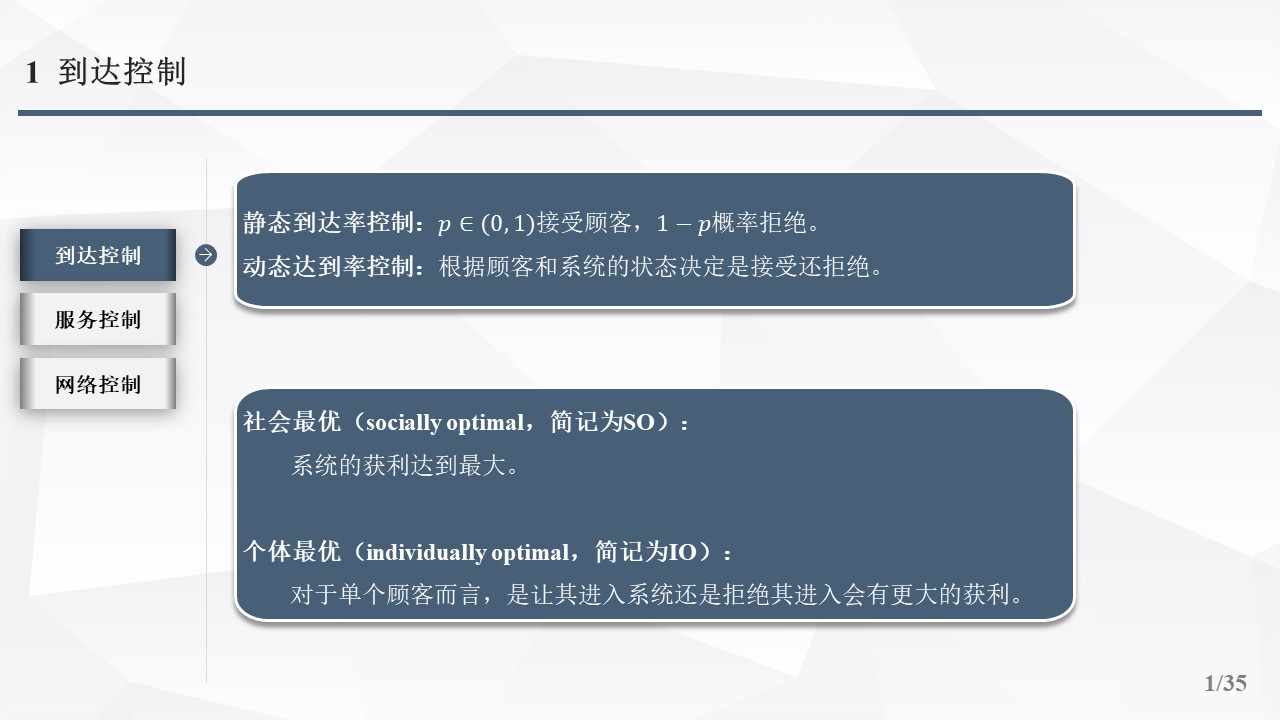 1 到达控制
到达控制
服务控制
网络控制
静态到达率控制：p ∈ (0, 1)接受顾客，1 − p概率拒绝。
动态达到率控制：根据顾客和系统的状态决定是接受还拒绝。
社会最优（socially optimal，简记为SO）：
系统的获利达到最大。
个体最优（individually optimal，简记为IO）：
对于单个顾客而言，是让其进入系统还是拒绝其进入会有更大的获利。
1/35